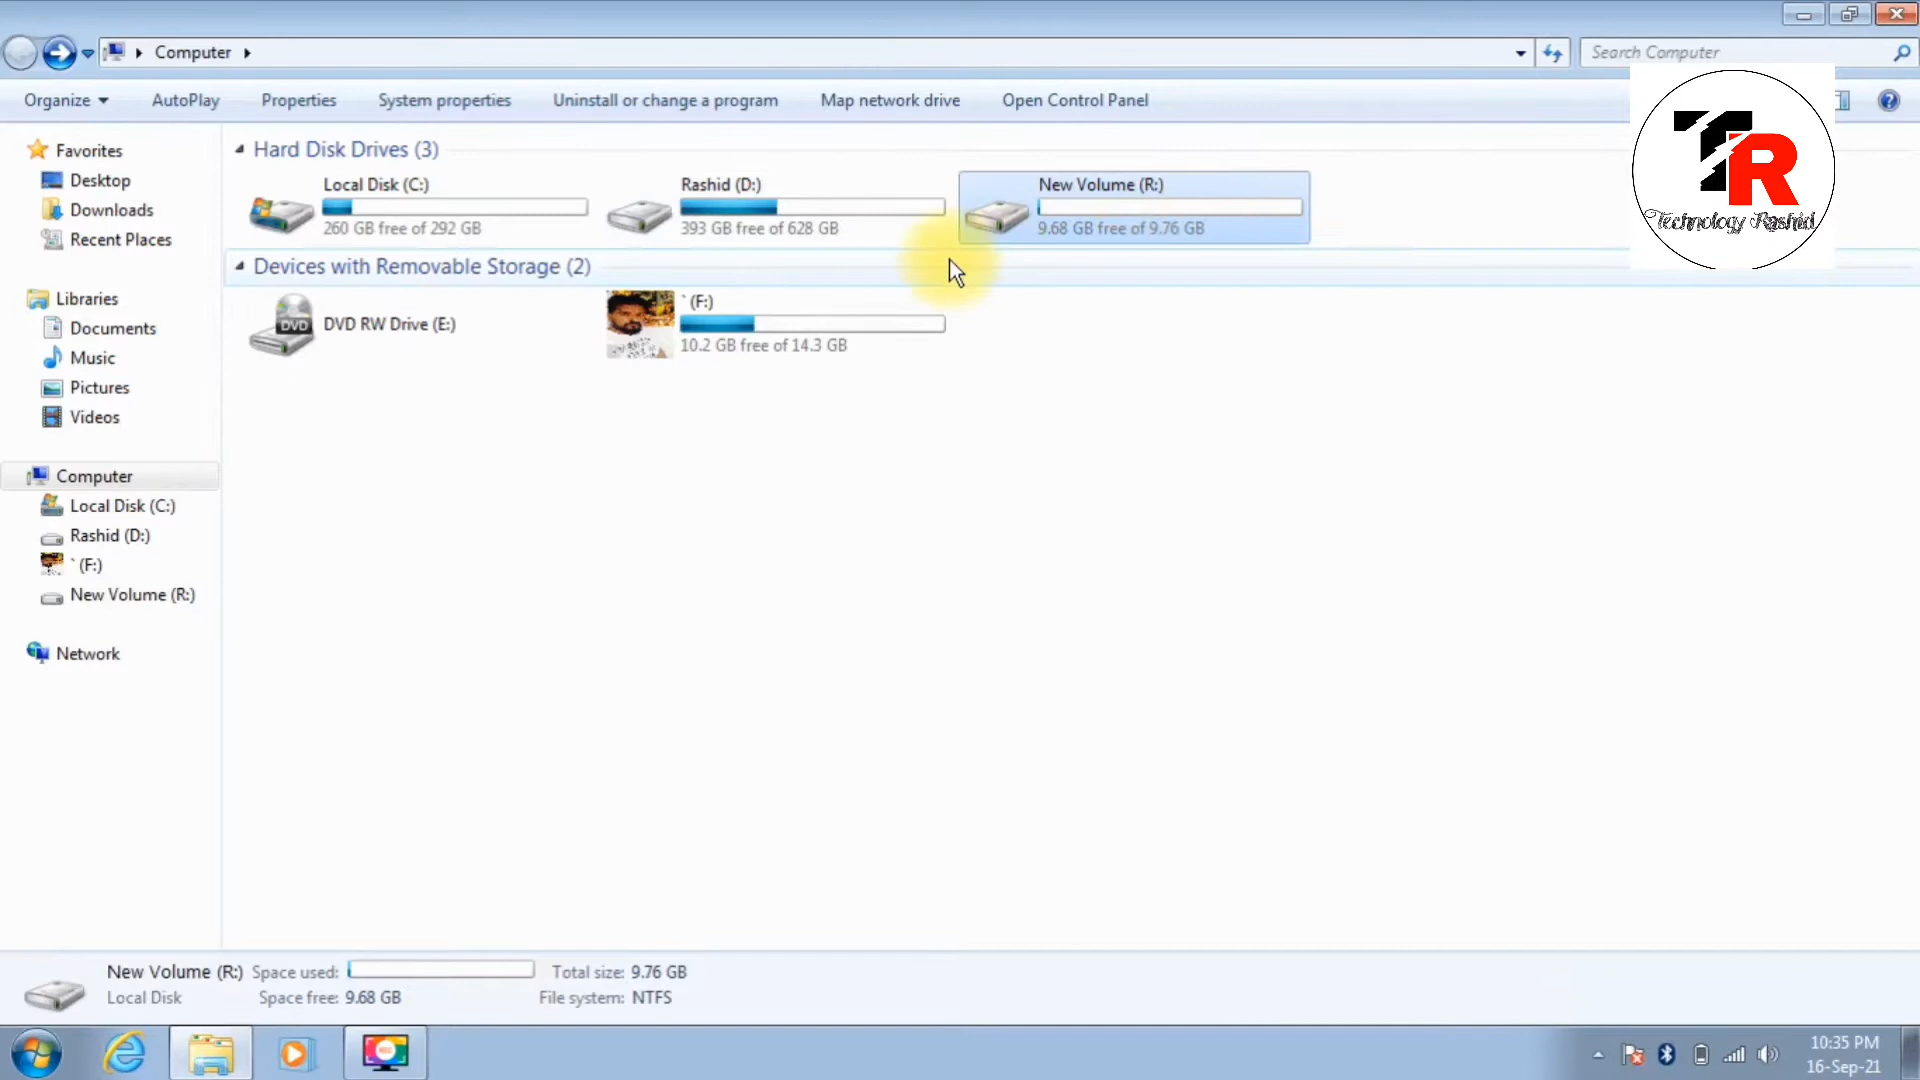 Computer
Search Computer
Organize
AutoPlay
Properties
System properties
Uninstall or change a program
Map network drive
Open Control Panel
TR
Technology Rashid
Favorites
Desktop
Downloads
Recent Places
Libraries
Documents
Music
Pictures
Videos
Computer
Local Disk (C:)
Rashid (D:)
` (F:)
New Volume (R:)
Network
Hard Disk Drives (3)
Local Disk (C:)
260 GB free of 292 GB
Rashid (D:)
393 GB free of 628 GB
New Volume (R:)
9.68 GB free of 9.76 GB
Devices with Removable Storage (2)
DVD
DVD RW Drive (E:)
` (F:)
10.2 GB free of 14.3 GB
New Volume (R:) Space used: Total size: 9.76 GB
Local Disk Space free: 9.68 GB File system: NTFS
REC
10:35 PM
16-Sep-21